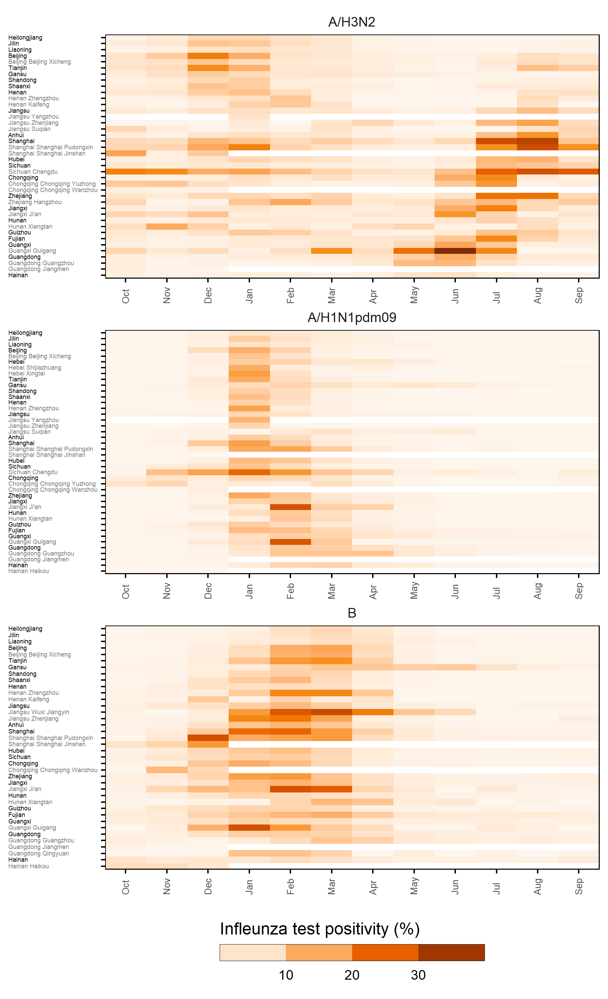 A/H3N2
Heilongjiang
Jilin
Liaoning
Beijing
Beijing Beijing Xicheng
Tianjin
Gansu
Shandong
Shaanxi
Henan
Henan Zhengzhou
Henan Kaifeng
Jiangsu
Jiangsu Yangzhou
Jiangsu Zhenjiang
Jiangsu Suqian
Anhui
Shanghai
Shanghai Shanghai Pudongxin
Shanghai Shanghai Jinshan
Hubei
Sichuan
Sichuan Chengdu
Chongqing
Chongqing Chongqing Yuzhong
Chongqing Chongqing Wanzhou
Zhejiang
Zhejiang Hangzhou
Jiangxi
Jiangxi Ji'an
Hunan
Hunan Xiangtan
Guizhou
Fujian
Guangxi
Guangxi Guigang
Guangdong
Guangdong Guangzhou
Guangdong Jiangmen
Hainan
Oct Nov Dec Jan Feb Mar Apr May Jun Jul Aug Sep
A/H1N1pdm09
Heilongjiang
Jilin
Liaoning
Beijing
Beijing Beijing Xicheng
Hebei
Hebei Shijiazhuang
Hebei Xingtai
Tianjin
Gansu
Shandong
Shaanxi
Henan
Henan Zhengzhou
Jiangsu
Jiangsu Yangzhou
Jiangsu Zhenjiang
Jiangsu Suqian
Anhui
Shanghai
Shanghai Shanghai Pudongxin
Shanghai Shanghai Jinshan
Hubei
Sichuan
Sichuan Chengdu
Chongqing
Chongqing Chongqing Yuzhong
Chongqing Chongqing Wanzhou
Zhejiang
Jiangxi
Jiangxi Ji'an
Hunan
Hunan Xiangtan
Guizhou
Fujian
Guangxi
Guangxi Guigang
Guangdong
Guangdong Guangzhou
Guangdong Jiangmen
Hainan
Hainan Haikou
Oct Nov Dec Jan Feb Mar Apr May Jun Jul Aug Sep
B
Heilongjiang
Jilin
Liaoning
Beijing
Beijing Beijing Xicheng
Tianjin
Gansu
Shandong
Shaanxi
Henan
Henan Zhengzhou
Henan Kaifeng
Jiangsu
Jiangsu Wuxi Jiangyin
Jiangsu Zhenjiang
Anhui
Shanghai
Shanghai Shanghai Pudongxin
Shanghai Shanghai Jinshan
Hubei
Sichuan
Chongqing
Chongqing Chongqing Wanzhou
Zhejiang
Jiangxi
Jiangxi Ji'an
Hunan
Hunan Xiangtan
Guizhou
Fujian
Guangxi
Guangxi Guigang
Guangdong
Guangdong Guangzhou
Guangdong Jiangmen
Guangdong Qingyuan
Hainan
Hainan Haikou
Oct Nov Dec Jan Feb Mar Apr May Jun Jul Aug Sep
Infleunza test positivity (%)
10 20 30